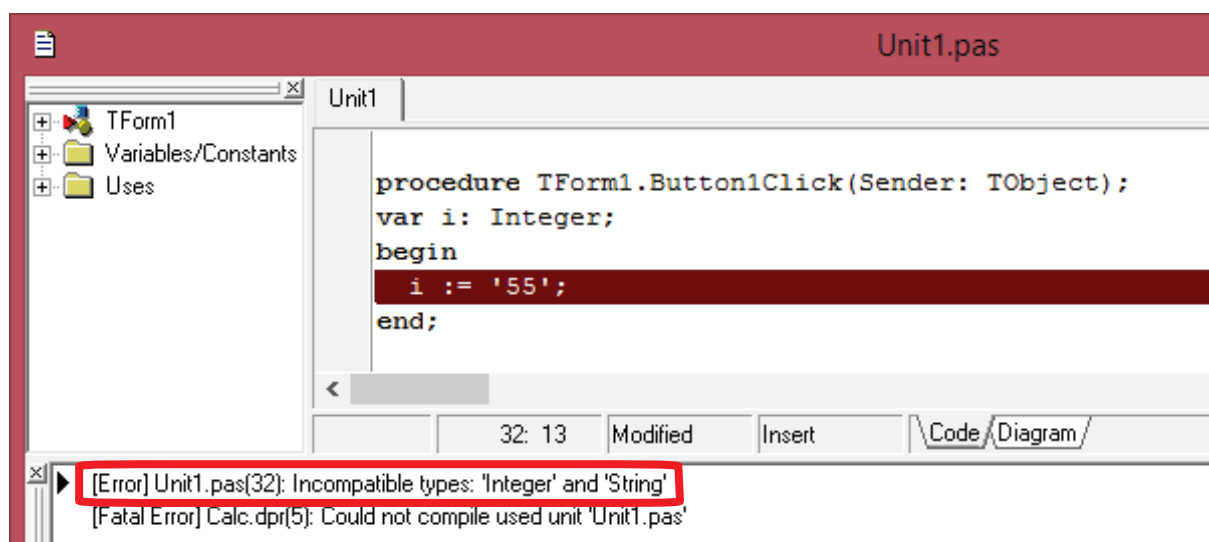 Unit1.pas
Unit1
TForm1
Variables/Constants
Uses
procedure TForm1.Button1Click(Sender: TObject);
var i: Integer;
begin
i := '55';
end;
32: 13 Modified Insert Code Diagram
[Error] Unit1.pas(32): Incompatible types: 'Integer' and 'String'
[Fatal Error] Calc.dpr(5): Could not compile used unit 'Unit1.pas'